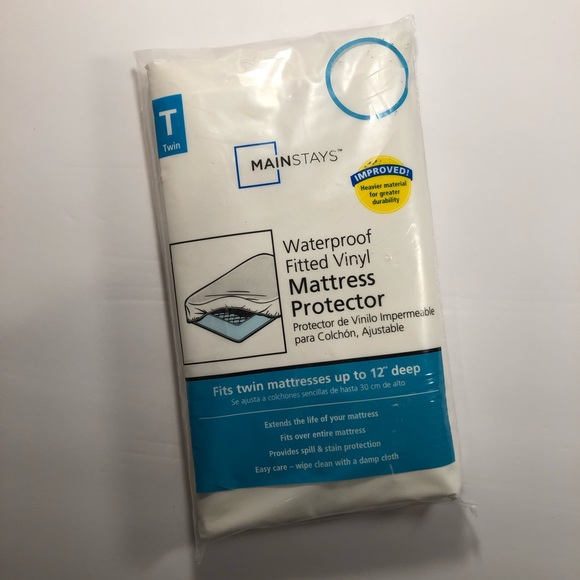 T
Twin
MAINSTAYS™
IMPROVED!
Heavier material
for greater
durability
Waterproof
Fitted Vinyl
Mattress
Protector
Protector de Vinilo Impermeable
para Colchón, Ajustable
Fits twin mattresses up to 12" deep
Se ajusta a colchones sencillas de hasta 30 cm de alto
Extends the life of your mattress
Fits over entire mattress
Provides spill & stain protection
Easy care – wipe clean with a damp cloth